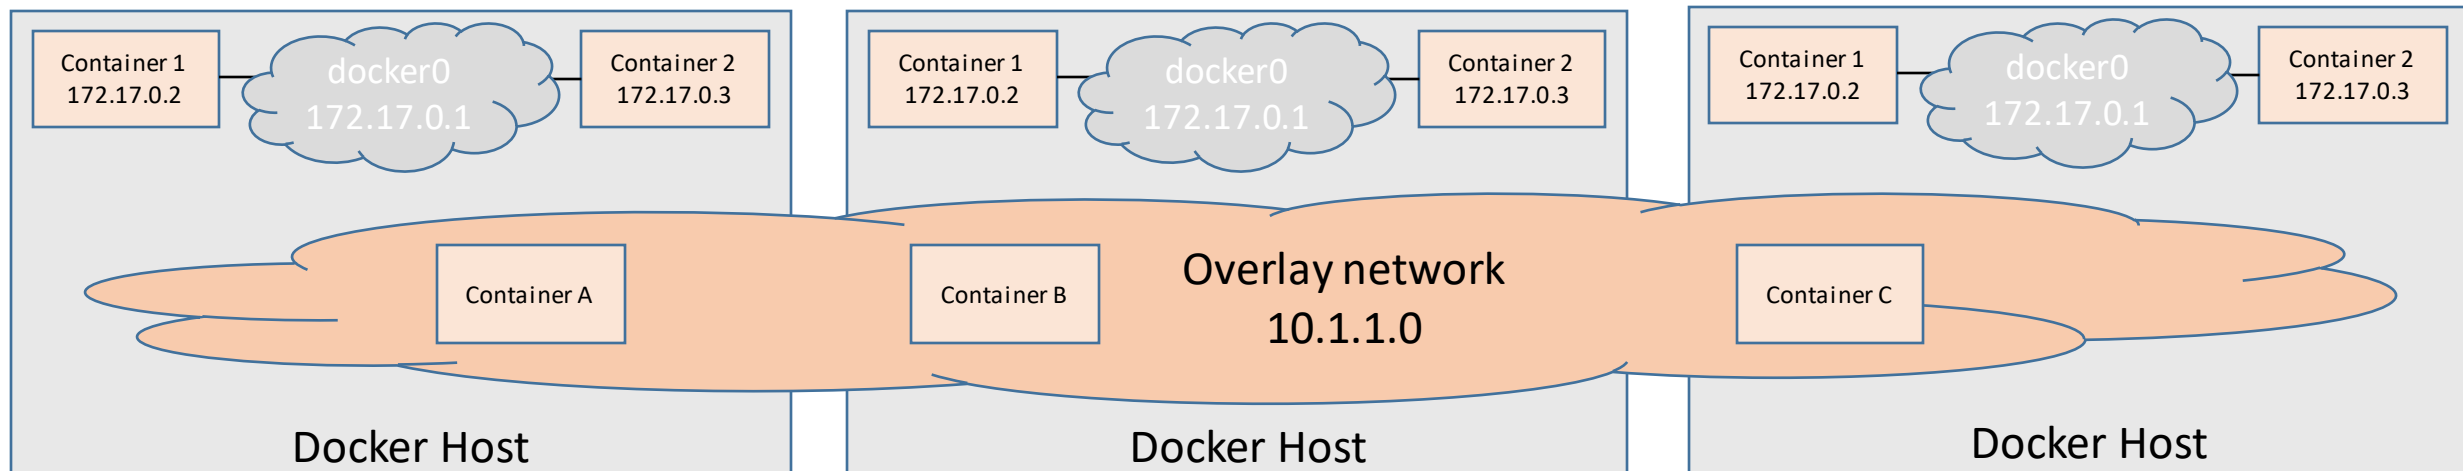 Container 1
172.17.0.2
docker0
172.17.0.1
Container 2
172.17.0.3
Container 1
172.17.0.2
docker0
172.17.0.1
Container 2
172.17.0.3
Container 1
172.17.0.2
docker0
172.17.0.1
Container 2
172.17.0.3
Container A
Container B
Overlay network
10.1.1.0
Container C
Docker Host
Docker Host
Docker Host